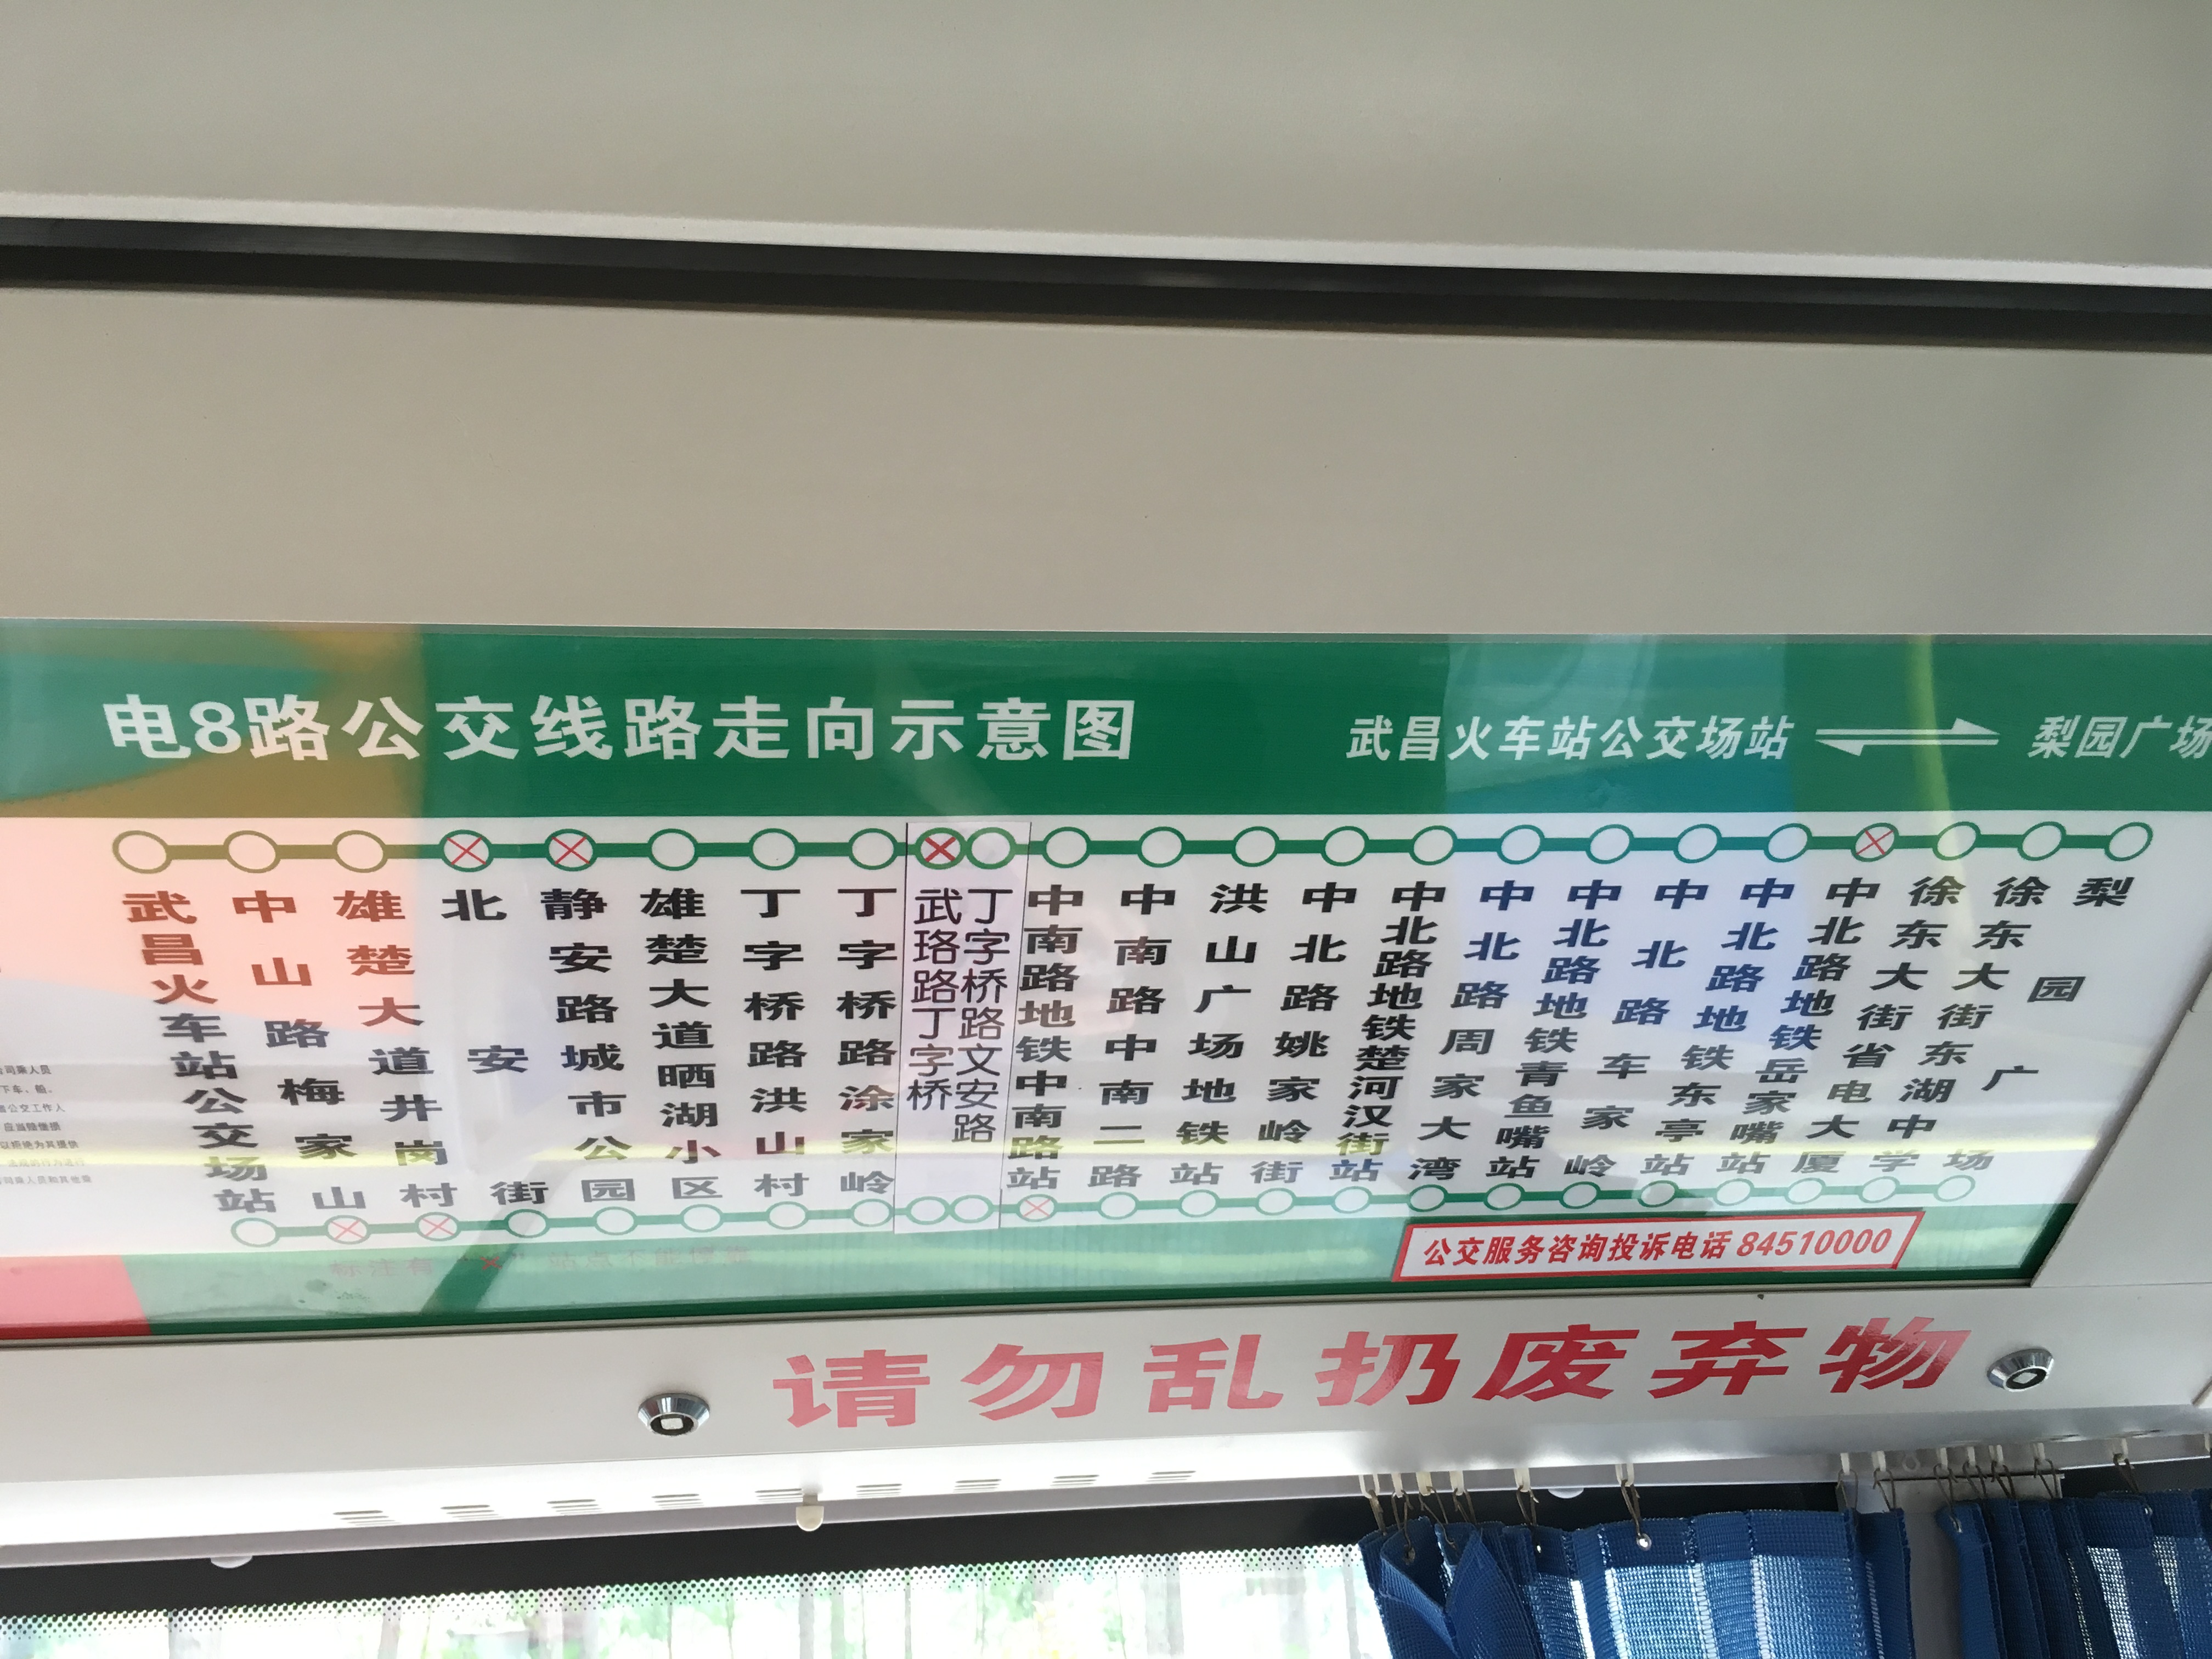 电8路公交线路走向示意图
武昌火车站公交场站
梨园广场
武昌火车站公交场站
中山路梅家山
雄楚大道井岗村
北安街
静安路城市公园
雄楚大道晒湖小区
丁字桥路洪山村
丁字桥路涂家岭
武珞路丁字桥
丁字桥路文安路
中南路地铁中南路站
中南路中南二路
洪山广场地铁站
中北路姚家岭街
中北路地铁楚河汉街站
中北路周家大湾
中北路地铁青鱼嘴站
中北路车家岭
中北路地铁东亭站
中北路地铁岳家嘴站
中北路省电大厦
徐东大街东湖中学
徐东大街
梨园广场
公交服务咨询投诉电话 84510000
请勿乱扔废弃物